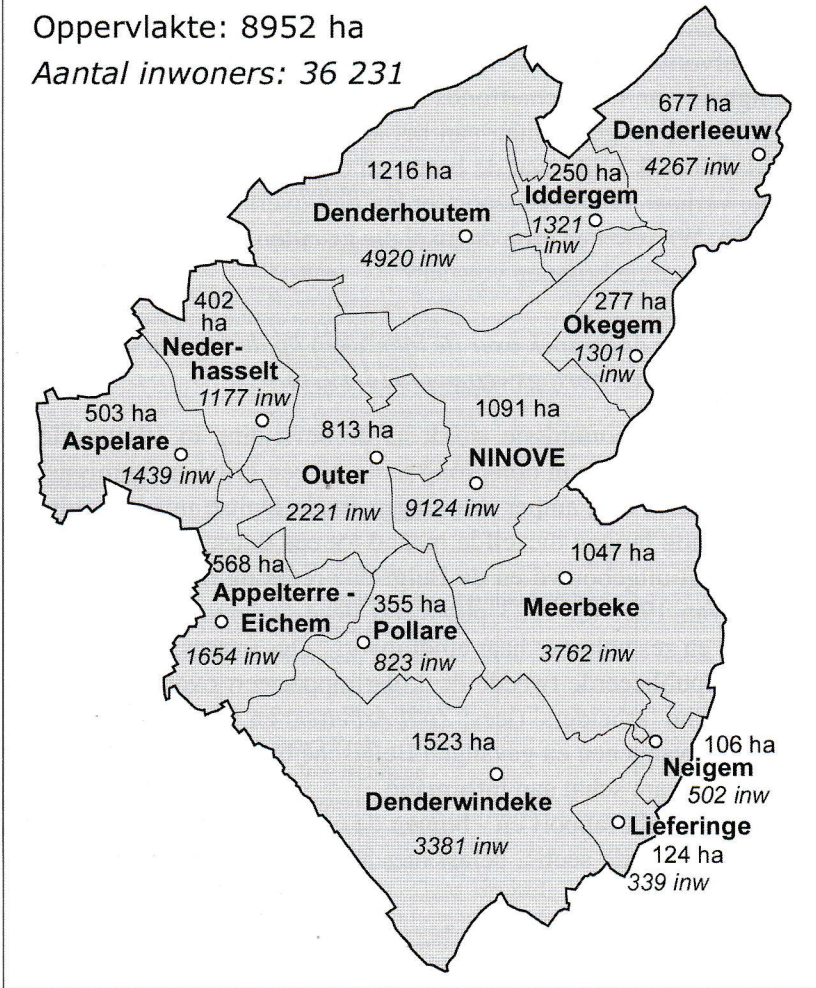 Oppervlakte: 8952 ha
Aantal inwoners: 36 231
677 ha
Denderleeuw
4267 inw
1216 ha
Denderhoutem
4920 inw
250 ha
Iddergem
1321
inw
277 ha
Okegem
1301
inw
402
ha
Neder-
hasselt
1177 inw
503 ha
Aspelare
1439 inw
813 ha
Outer
2221 inw
1091 ha
NINOVE
9124 inw
568 ha
Appelterre -
Eichem
1654 inw
355 ha
Pollare
823 inw
1047 ha
Meerbeke
3762 inw
1523 ha
Denderwindeke
3381 inw
106 ha
Neigem
502 inw
Lieferinge
124 ha
339 inw